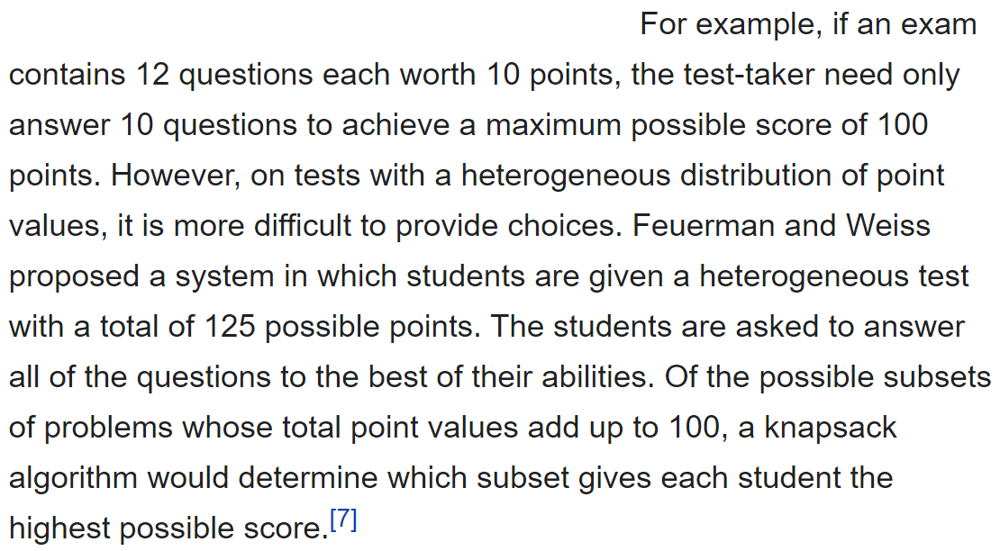 For example, if an exam
contains 12 questions each worth 10 points, the test-taker need only
answer 10 questions to achieve a maximum possible score of 100
points. However, on tests with a heterogeneous distribution of point
values, it is more difficult to provide choices. Feuerman and Weiss
proposed a system in which students are given a heterogeneous test
with a total of 125 possible points. The students are asked to answer
all of the questions to the best of their abilities. Of the possible subsets
of problems whose total point values add up to 100, a knapsack
algorithm would determine which subset gives each student the
highest possible score.[7]